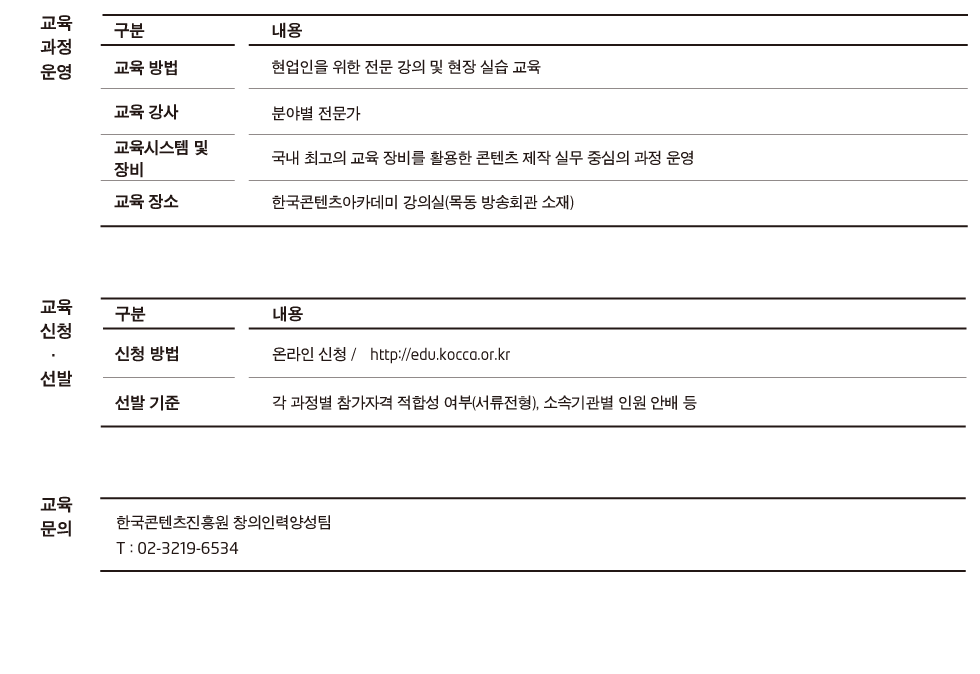 교육
과정
운영
구분 내용
교육 방법 현업인을 위한 전문 강의 및 현장 실습 교육
교육 강사 분야별 전문가
교육시스템 및
장비
국내 최고의 교육 장비를 활용한 콘텐츠 제작 실무 중심의 과정 운영
교육 장소 한국콘텐츠아카데미 강의실(목동 방송회관 소재)
교육
신청
·
선발
구분 내용
신청 방법 온라인 신청 / http://edu.kocca.or.kr
선발 기준 각 과정별 참가자격 적합성 여부(서류전형), 소속기관별 인원 안배 등
교육
문의
한국콘텐츠진흥원 창의인력양성팀
T : 02-3219-6534